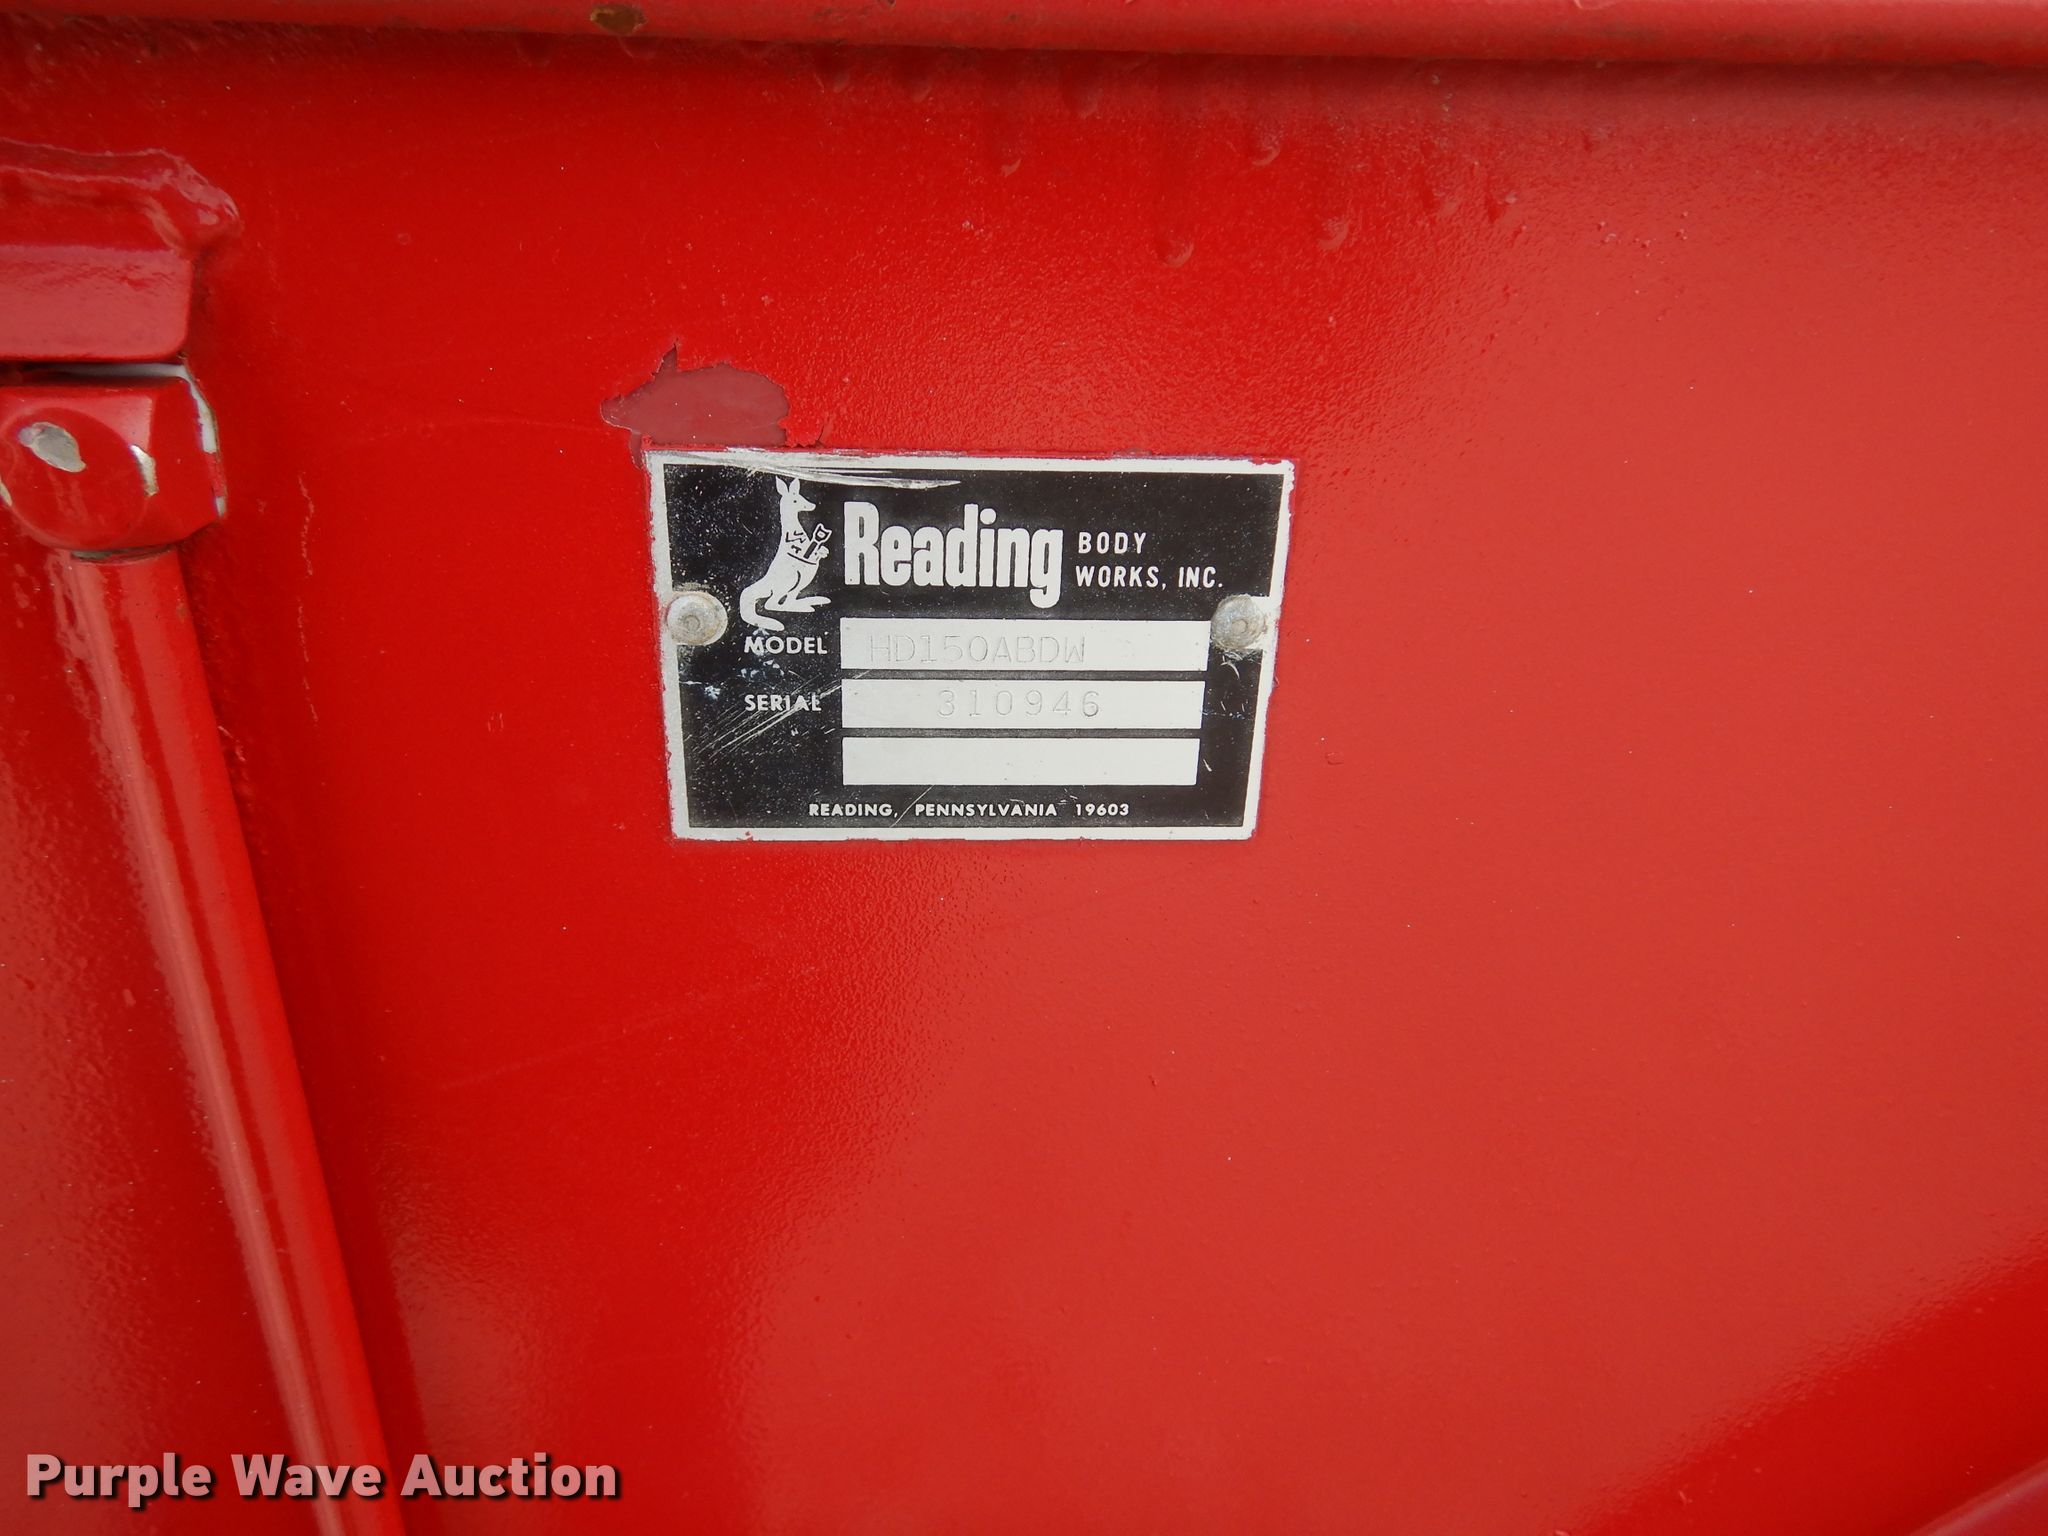 Reading BODY
WORKS, INC.
MODEL HD150ABDW
SERIAL 310946
READING, PENNSYLVANIA 19603
Purple Wave Auction